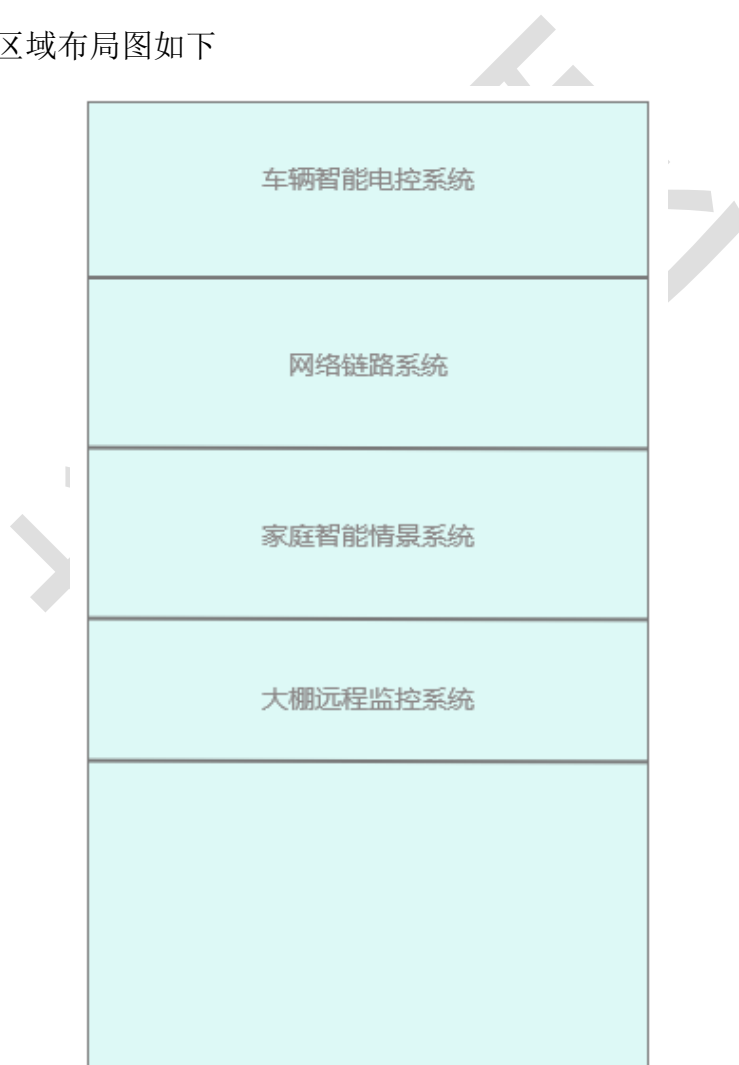 区域布局图如下
车辆智能电控系统
网络链路系统
家庭智能情景系统
大棚远程监控系统